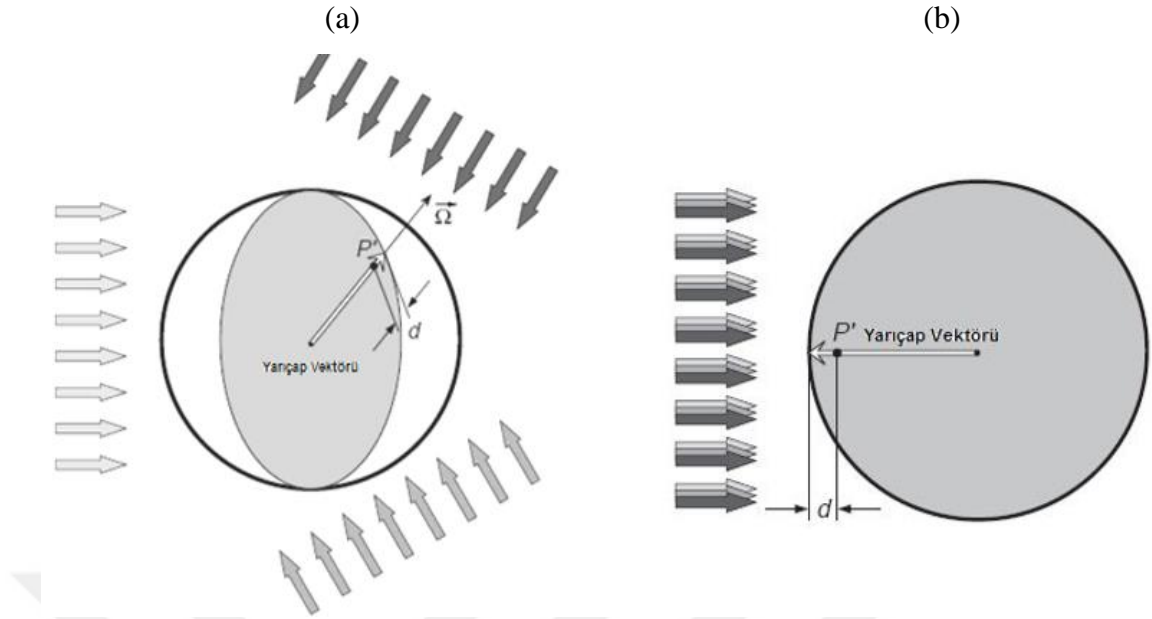 (a)
(b)
Ω
P'
d
Yarıçap Vektörü
P' Yarıçap Vektörü
d